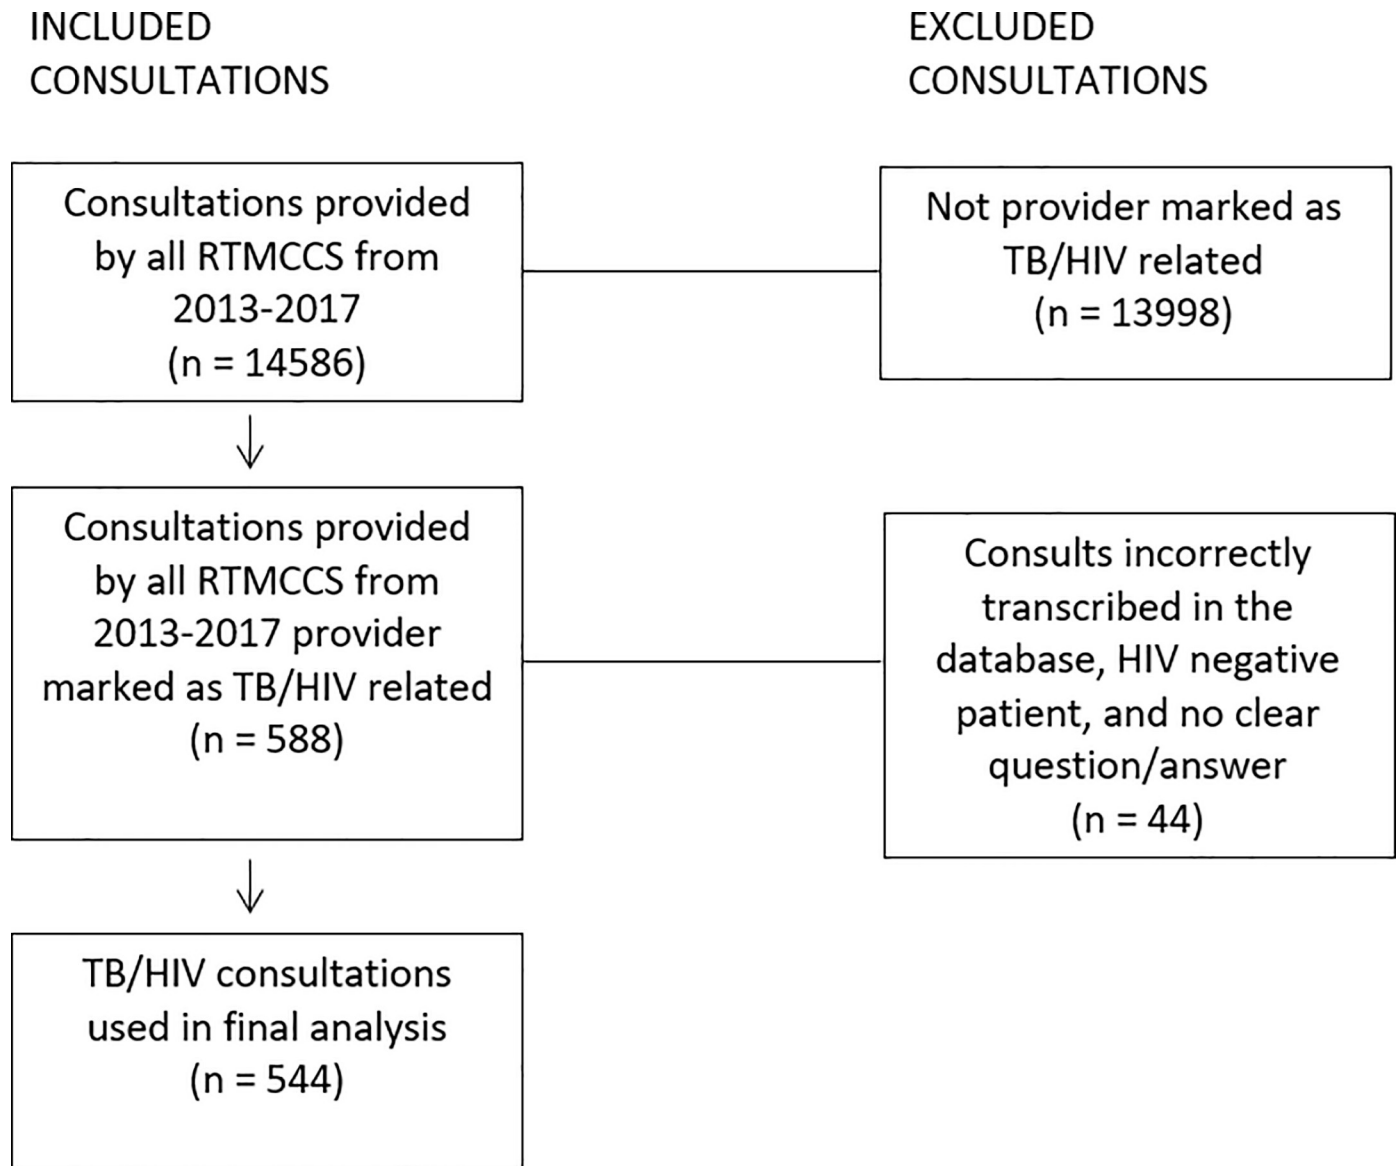 INCLUDED
CONSULTATIONS
EXCLUDED
CONSULTATIONS
Consultations provided
by all RTMCCS from
2013-2017
(n = 14586)
Not provider marked as
TB/HIV related
(n = 13998)
Consultations provided
by all RTMCCS from
2013-2017 provider
marked as TB/HIV related
(n = 588)
Consults incorrectly
transcribed in the
database, HIV negative
patient, and no clear
question/answer
(n = 44)
TB/HIV consultations
used in final analysis
(n = 544)